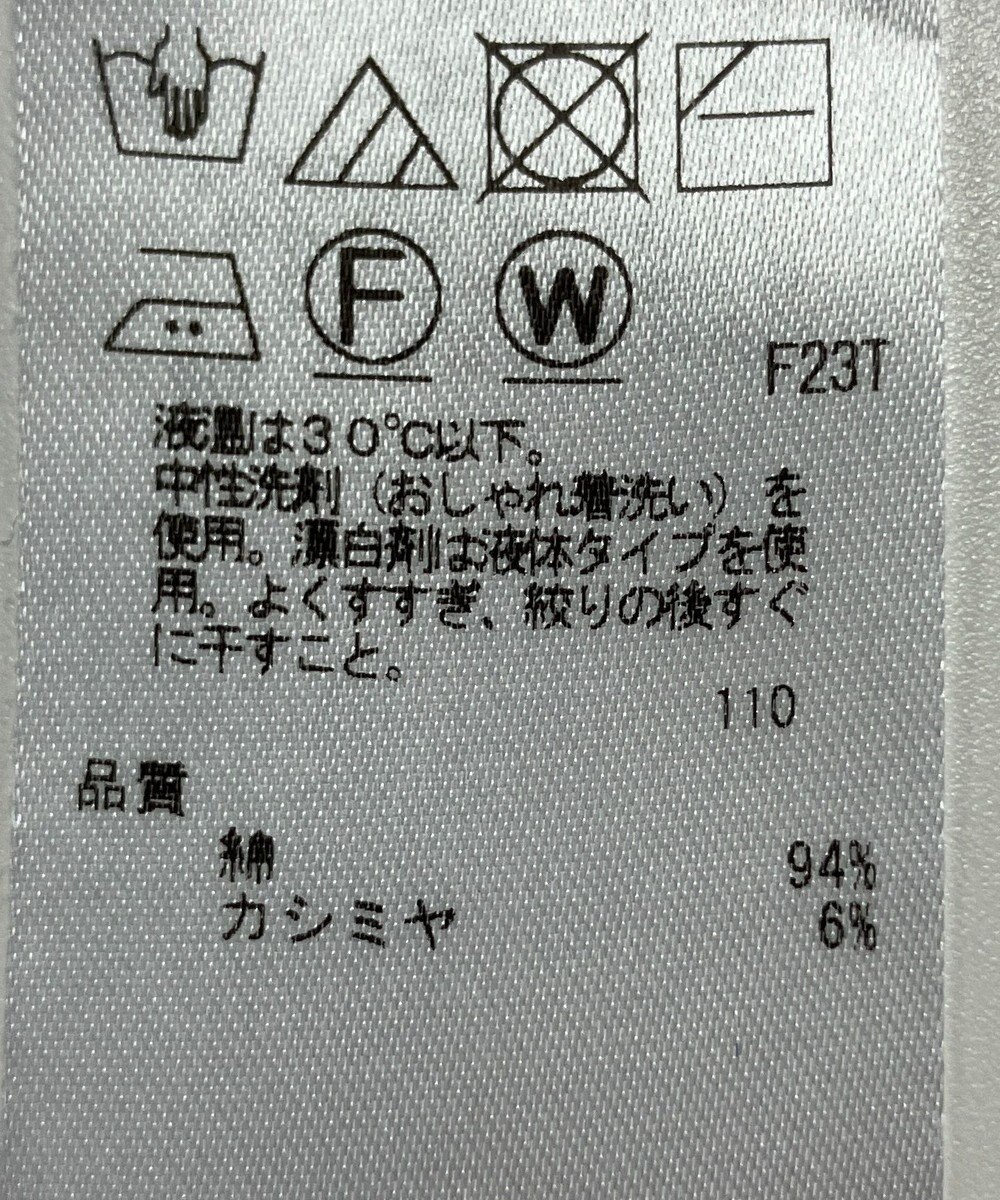 F W
F23T
液温は30℃以下。
中性洗剤（おしゃれ着洗い）を
使用。漂白剤は液体タイプを使
用。よくすすぎ、絞りの後すぐ
に干すこと。
110
品質
綿 94%
カシミヤ 6%